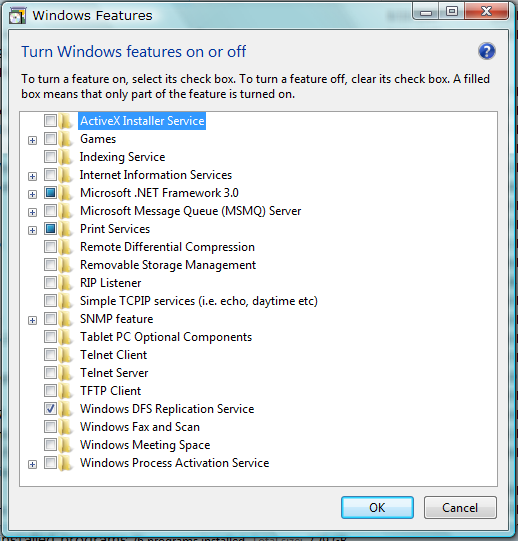 Windows Features
Turn Windows features on or off
To turn a feature on, select its check box. To turn a feature off, clear its check box. A filled
box means that only part of the feature is turned on.
ActiveX Installer Service
Games
Indexing Service
Internet Information Services
Microsoft .NET Framework 3.0
Microsoft Message Queue (MSMQ) Server
Print Services
Remote Differential Compression
Removable Storage Management
RIP Listener
Simple TCPIP services (i.e. echo, daytime etc)
SNMP feature
Tablet PC Optional Components
Telnet Client
Telnet Server
TFTP Client
Windows DFS Replication Service
Windows Fax and Scan
Windows Meeting Space
Windows Process Activation Service
OK Cancel
programs installed